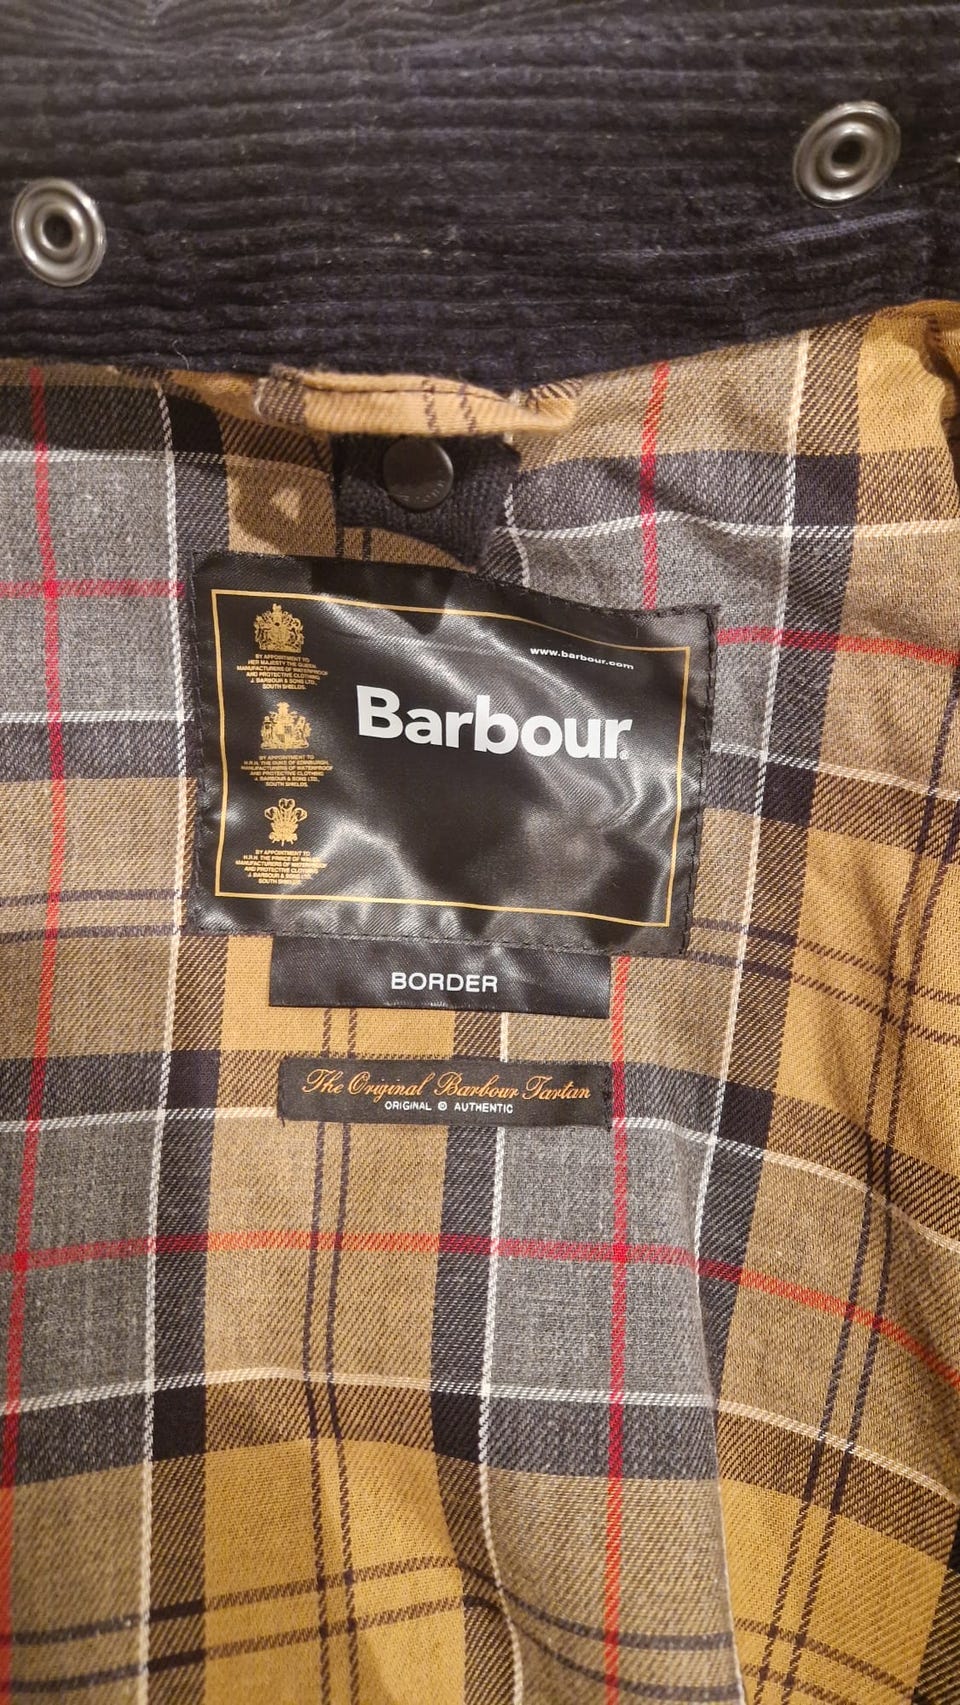 www.barbour.com
Barbour
BY APPOINTMENT TO
HER MAJESTY THE QUEEN,
MANUFACTURERS OF WATERPROOF
AND PROTECTIVE CLOTHING
J. BARBOUR & SONS LTD,
SOUTH SHIELDS.
BY APPOINTMENT TO
H.R.H. THE DUKE OF EDINBURGH,
MANUFACTURERS OF WATERPROOF
AND PROTECTIVE CLOTHING
J. BARBOUR & SONS LTD,
SOUTH SHIELDS.
BY APPOINTMENT TO
H.R.H. THE PRINCE OF
MANUFACTURERS OF WATERPROOF
AND PROTECTIVE CLOTHING
J. BARBOUR & SONS LTD,
SOUTH SHIELDS.
BORDER
The Original Barbour Tartan
ORIGINAL AUTHENTIC